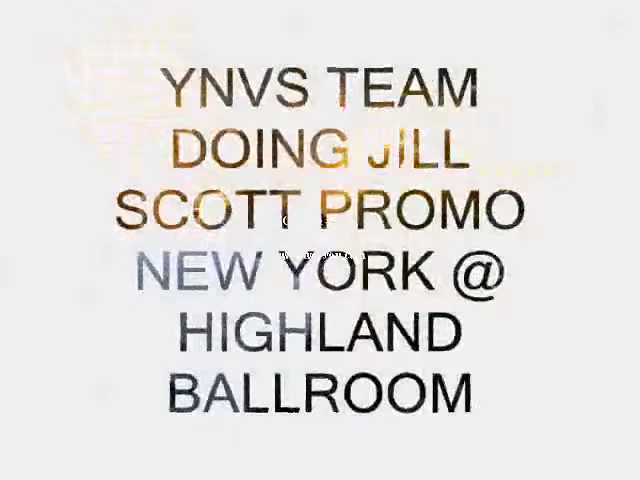 YNVS TEAM
DOING JILL
SCOTT PROMO
NEW YORK @
HIGHLAND
BALLROOM